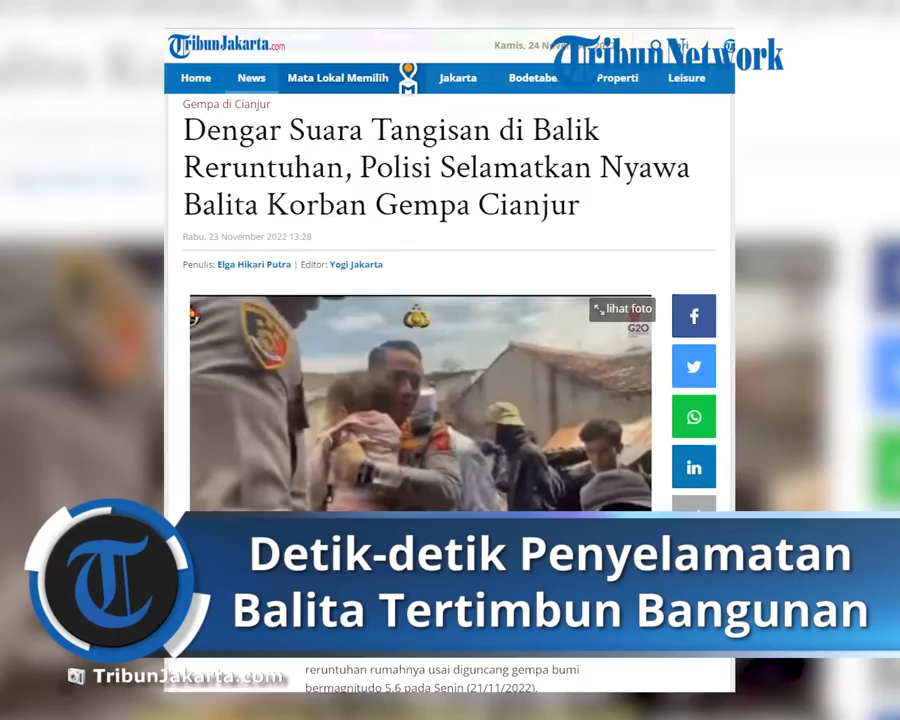 TribunJakarta.com
Kamis, 24
Tribun Network
Home News Mata Lokal Memilih Jakarta Bodetabe Properti Leisure
Gempa di Cianjur
Dengar Suara Tangisan di Balik
Reruntuhan, Polisi Selamatkan Nyawa
Balita Korban Gempa Cianjur
Rabu, 23 November 2022 13:28
Penulis: Elga Hikari Putra | Editor: Yogi Jakarta
lihat foto
G20
Detik-detik Penyelamatan
Balita Tertimbun Bangunan
TribunJakarta.com
reruntuhan rumahnya usai diguncang gempa bumi
bermagnitudo 5,6 pada Senin (21/11/2022).